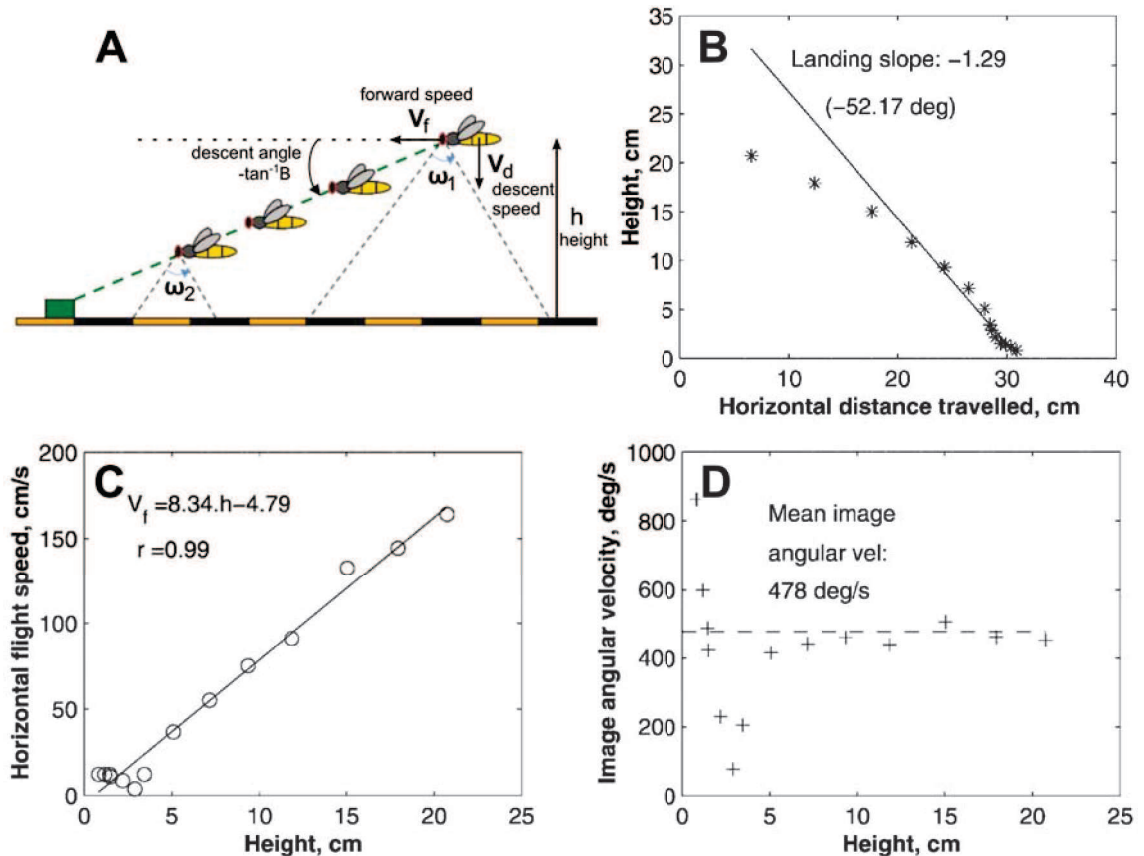 A
forward speed
V_f
descent angle
-tan⁻¹B
ω₁
V_d
descent
speed
h
height
ω₂
B
Landing slope: −1.29
(−52.17 deg)
Height, cm
35
30
25
20
15
10
5
0
0 10 20 30 40
Horizontal distance travelled, cm
C
V_f =8.34.h−4.79
r =0.99
Horizontal flight speed, cm/s
200
150
100
50
0
0 5 10 15 20 25
Height, cm
D
Mean image
angular vel:
478 deg/s
Image angular velocity, deg/s
1000
800
600
400
200
0
0 5 10 15 20 25
Height, cm